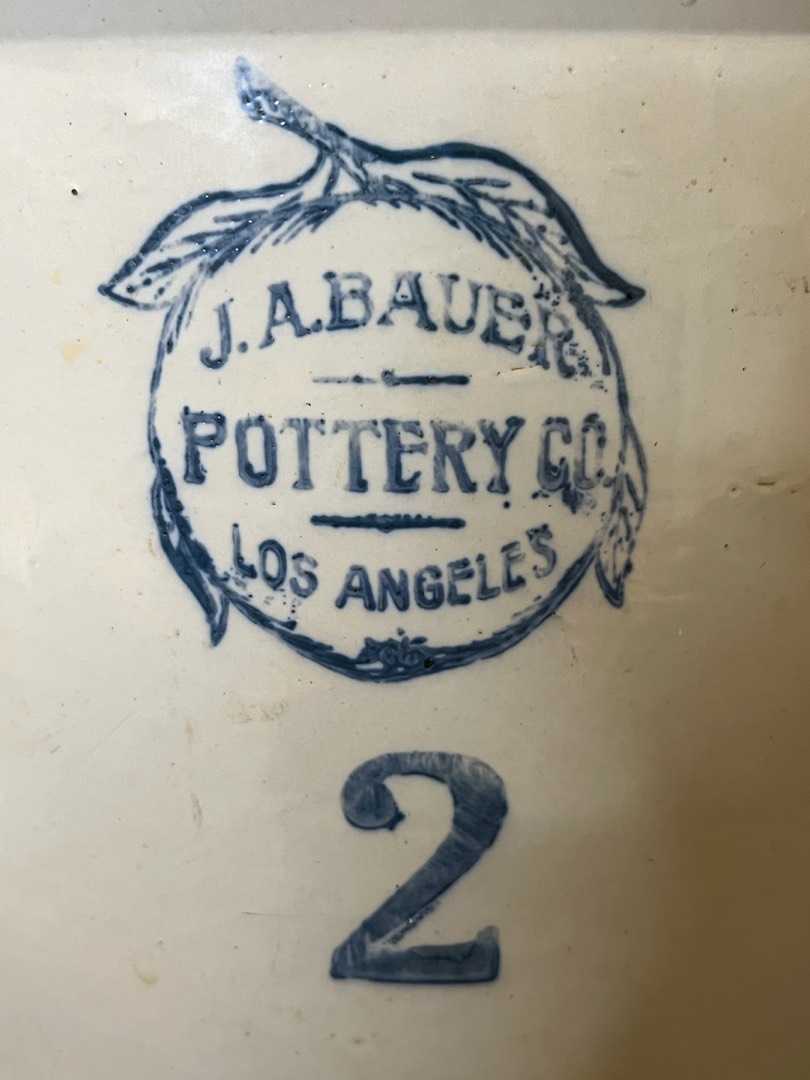 J. A. BAUER
POTTERY CO.
LOS ANGELES
2